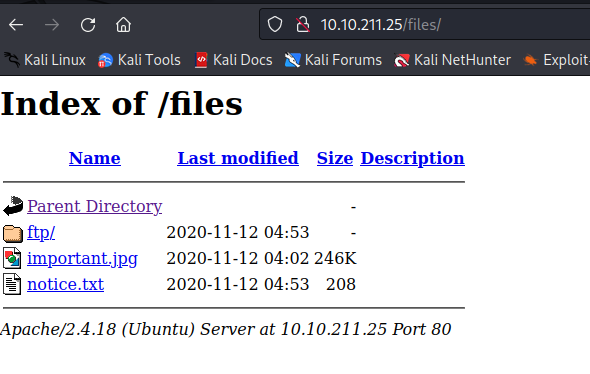 10.10.211.25/files/
Kali Linux Kali Tools Kali Docs Kali Forums Kali NetHunter Exploit-
Index of /files
Name Last modified Size Description
Parent Directory -
ftp/ 2020-11-12 04:53 -
important.jpg 2020-11-12 04:02 246K
notice.txt 2020-11-12 04:53 208
Apache/2.4.18 (Ubuntu) Server at 10.10.211.25 Port 80